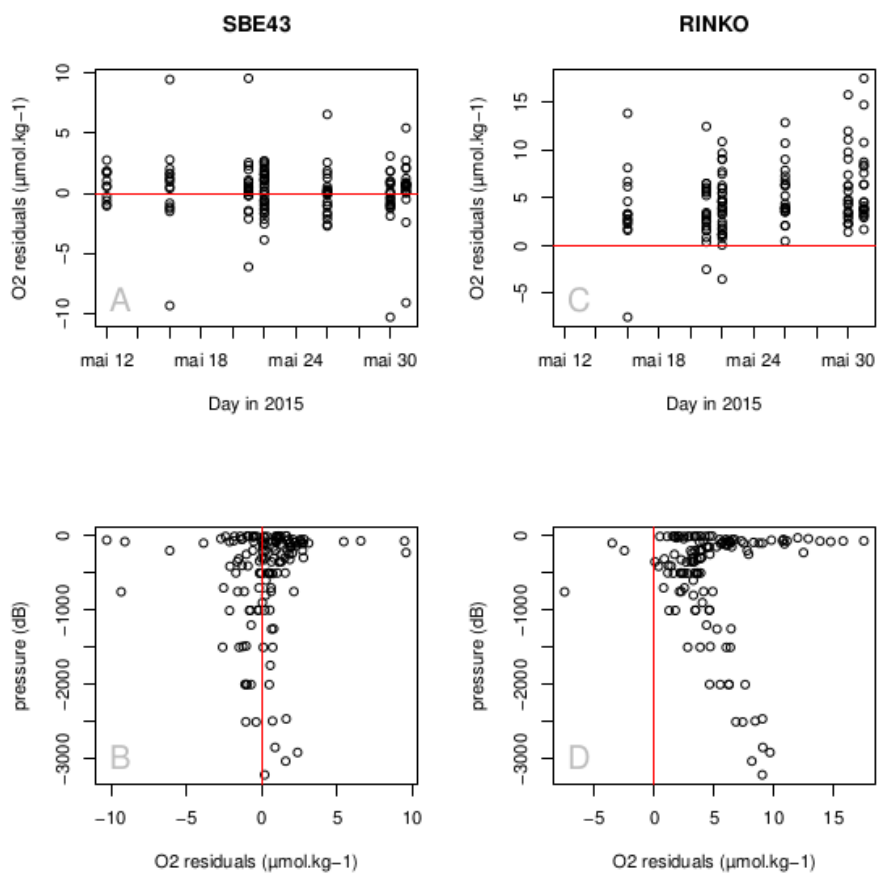 SBE43
RINKO
O2 residuals (μmol.kg−1)
10
5
0
−5
−10
A
mai 12
mai 18
mai 24
mai 30
Day in 2015
O2 residuals (μmol.kg−1)
15
10
5
0
−5
C
mai 12
mai 18
mai 24
mai 30
Day in 2015
pressure (dB)
0
−1000
−2000
−3000
B
−10
−5
0
5
10
O2 residuals (μmol.kg−1)
pressure (dB)
0
−1000
−2000
−3000
D
−5
0
5
10
15
O2 residuals (μmol.kg−1)